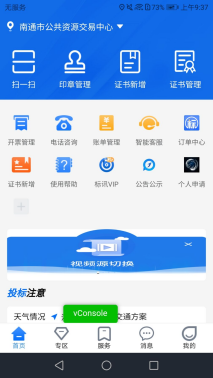 无服务 73% 上午9:37
南通市公共资源交易中心
扫一扫 印章管理 证书新增 证书管理
开票管理 电话咨询 账单管理 智能客服 订单中心
证书新增 使用帮助 标讯VIP 公告公示 个人申请
视频源切换
投标注意
天气情况 交通方案
vConsole
首页 专区 服务 消息 我的